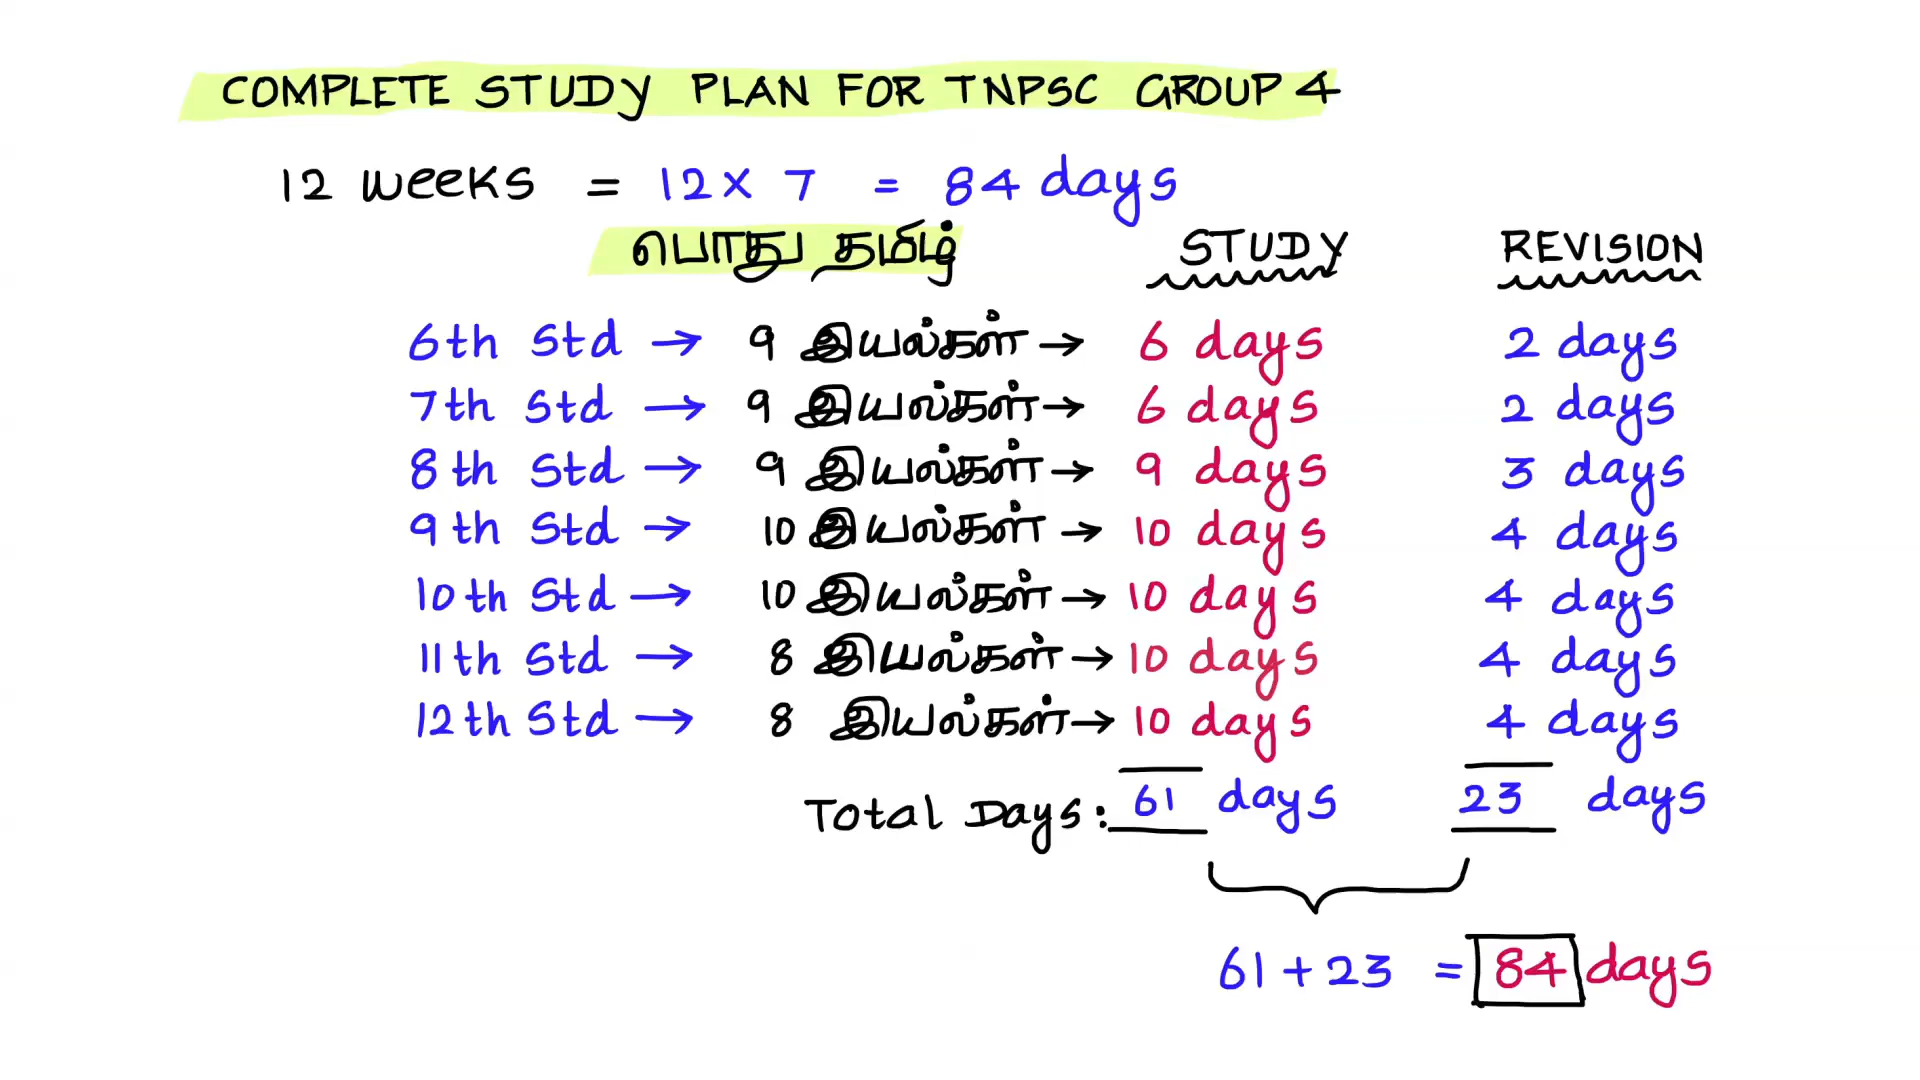 COMPLETE STUDY PLAN FOR TNPSC GROUP 4
12 weeks = 12 x 7 = 84 days
பொது தமிழ் STUDY REVISION
6th Std → 9 இயல்கள் → 6 days 2 days
7th Std → 9 இயல்கள் → 6 days 2 days
8th Std → 9 இயல்கள் → 9 days 3 days
9th Std → 10 இயல்கள் → 10 days 4 days
10th Std → 10 இயல்கள் → 10 days 4 days
11th Std → 8 இயல்கள் → 10 days 4 days
12th Std → 8 இயல்கள் → 10 days 4 days
Total Days: 61 days 23 days
61 + 23 = 84 days